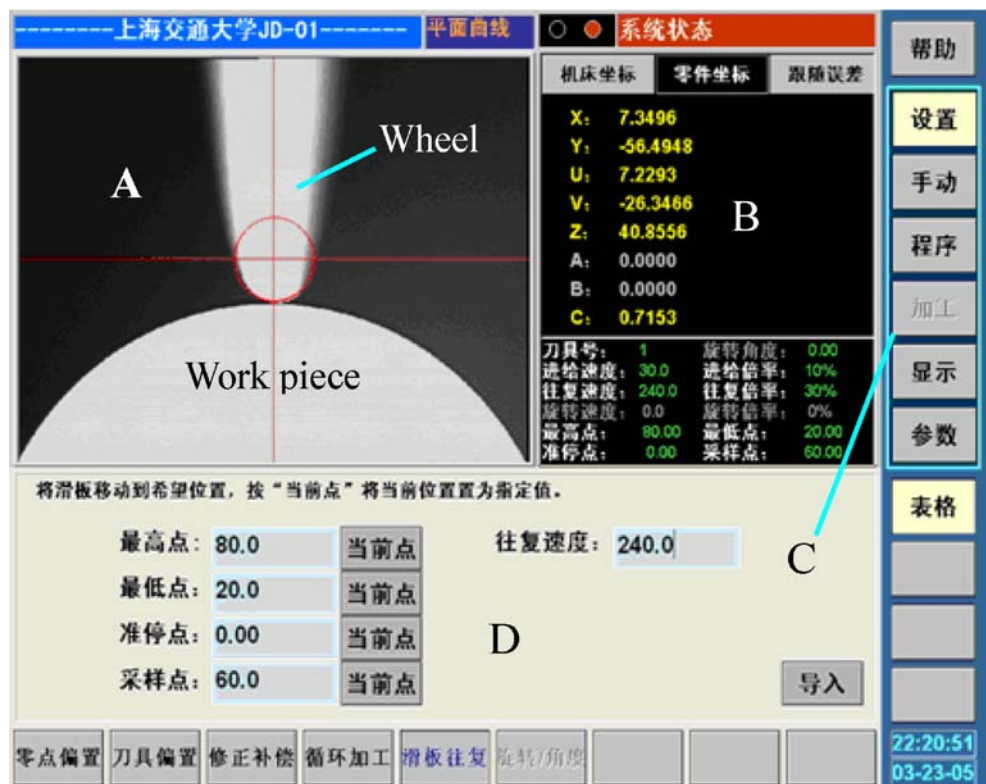 --------上海交通大学JD-01-------- 平面曲线
系统状态
帮助
机床坐标 零件坐标 跟随误差
设置
手动
程序
加工
显示
参数
表格
A
Wheel
Work piece
X: 7.3496
Y: -56.4948
U: 7.2293
V: -26.3466
Z: 40.8556
A: 0.0000
B: 0.0000
C: 0.7153
B
刀具号: 1 旋转角度: 0.00
进给速度: 30.0 进给倍率: 10%
往复速度: 240.0 往复倍率: 30%
旋转速度: 0.0 旋转倍率: 0%
最高点: 80.00 最低点: 20.00
准停点: 0.00 采样点: 60.00
C
将滑板移动到希望位置，按“当前点”将当前位置置为指定值。
最高点: 80.0 当前点 往复速度: 240.0
最低点: 20.0 当前点
准停点: 0.00 当前点
采样点: 60.0 当前点
D
导入
零点偏置 刀具偏置 修正补偿 循环加工 滑板往复 旋转/角度
22:20:51
03-23-05